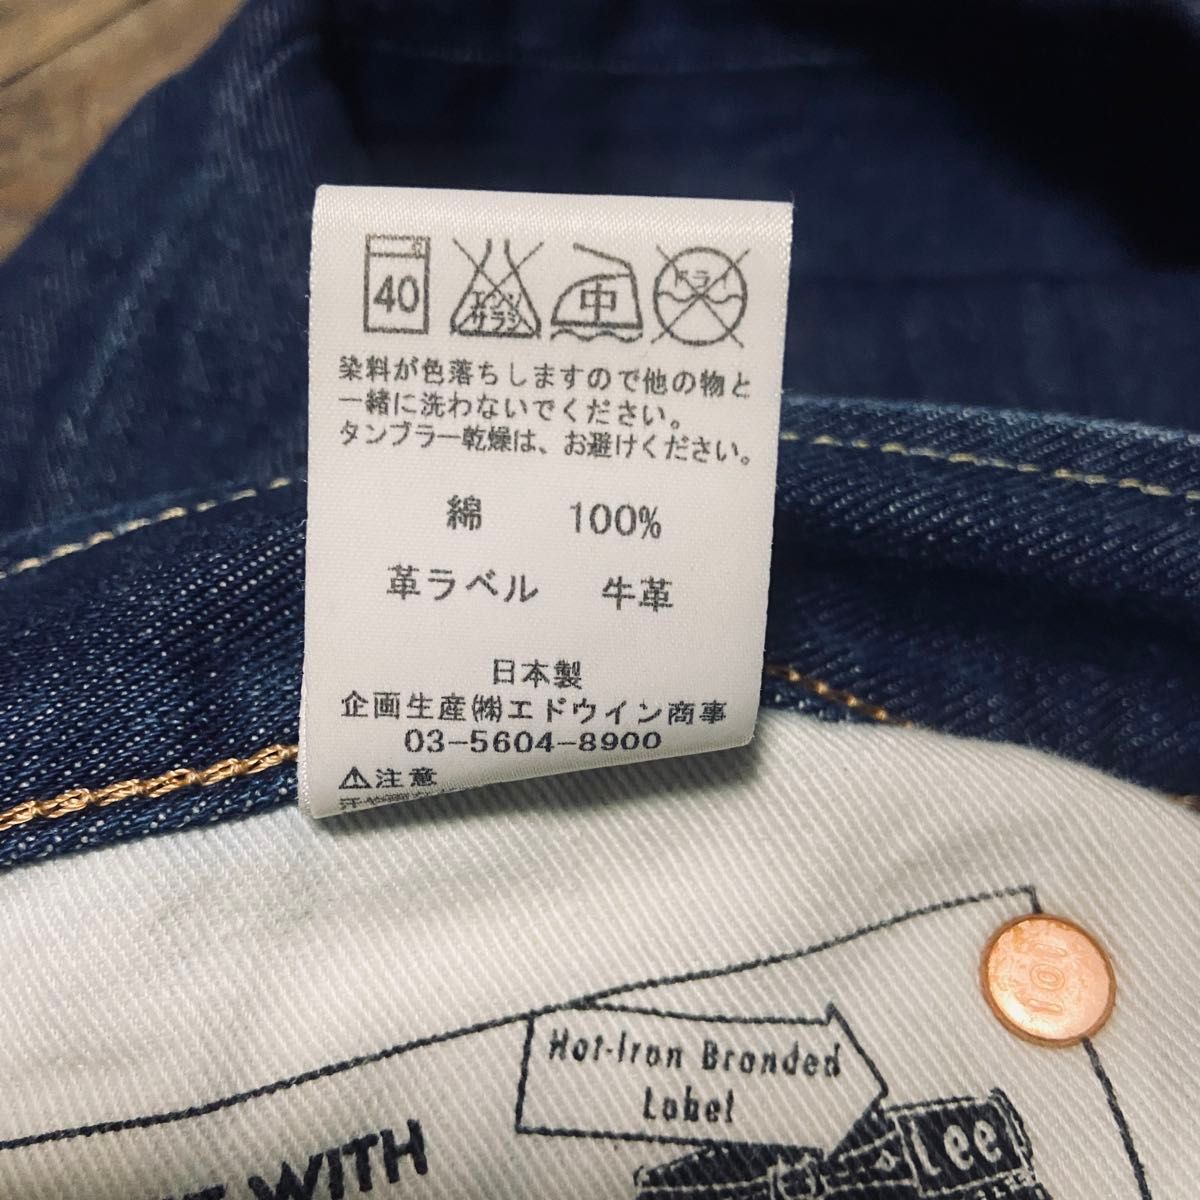 40
エンソ
サラシ
中
ドライ
染料が色落ちしますので他の物と
一緒に洗わないでください。
タンブラー乾燥は、お避けください。
綿 100%
革ラベル 牛革
日本製
企画生産㈱エドウイン商事
03-5604-8900
⚠注意
101
Hot-Iron Branded
Label
Lee
WITH